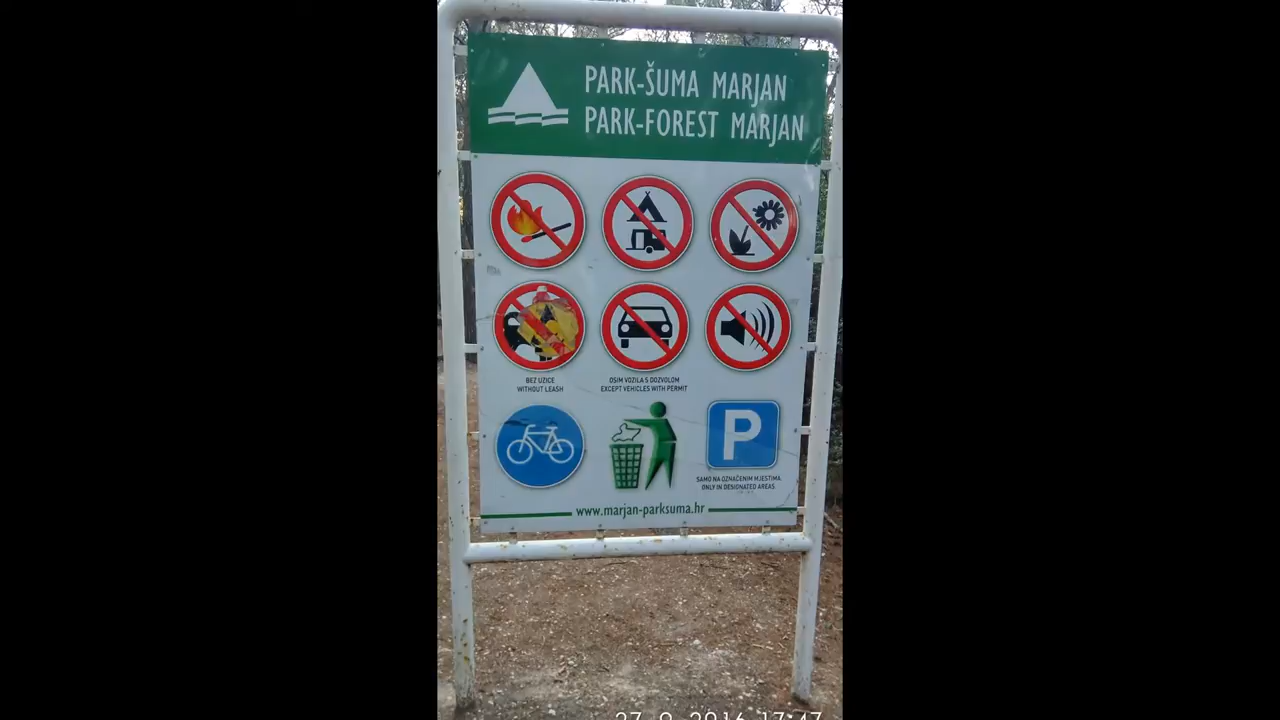 PARK-ŠUMA MARJAN
PARK-FOREST MARJAN
BEZ UZICE
WITHOUT LEASH
OSIM VOZILA S DOZVOLOM
EXCEPT VEHICLES WITH PERMIT
P
SAMO NA OZNAČENIM MJESTIMA
ONLY IN DESIGNATED AREAS
www.marjan-parksuma.hr
27 9 2016 17:47